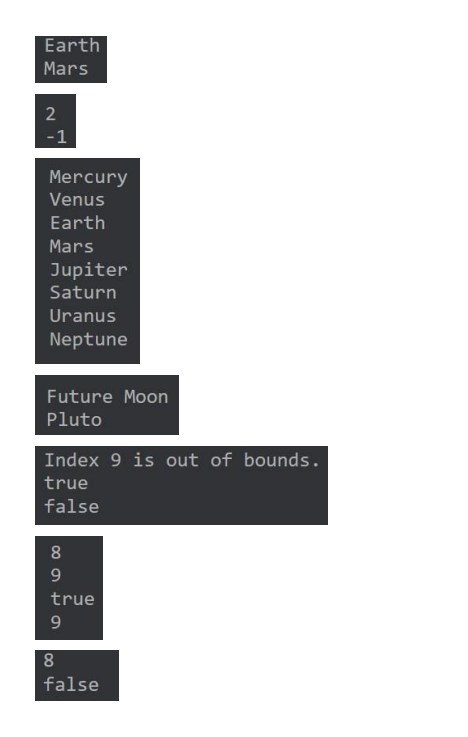 Earth
Mars
2
-1
Mercury
Venus
Earth
Mars
Jupiter
Saturn
Uranus
Neptune
Future Moon
Pluto
Index 9 is out of bounds.
true
false
8
9
true
9
8
false